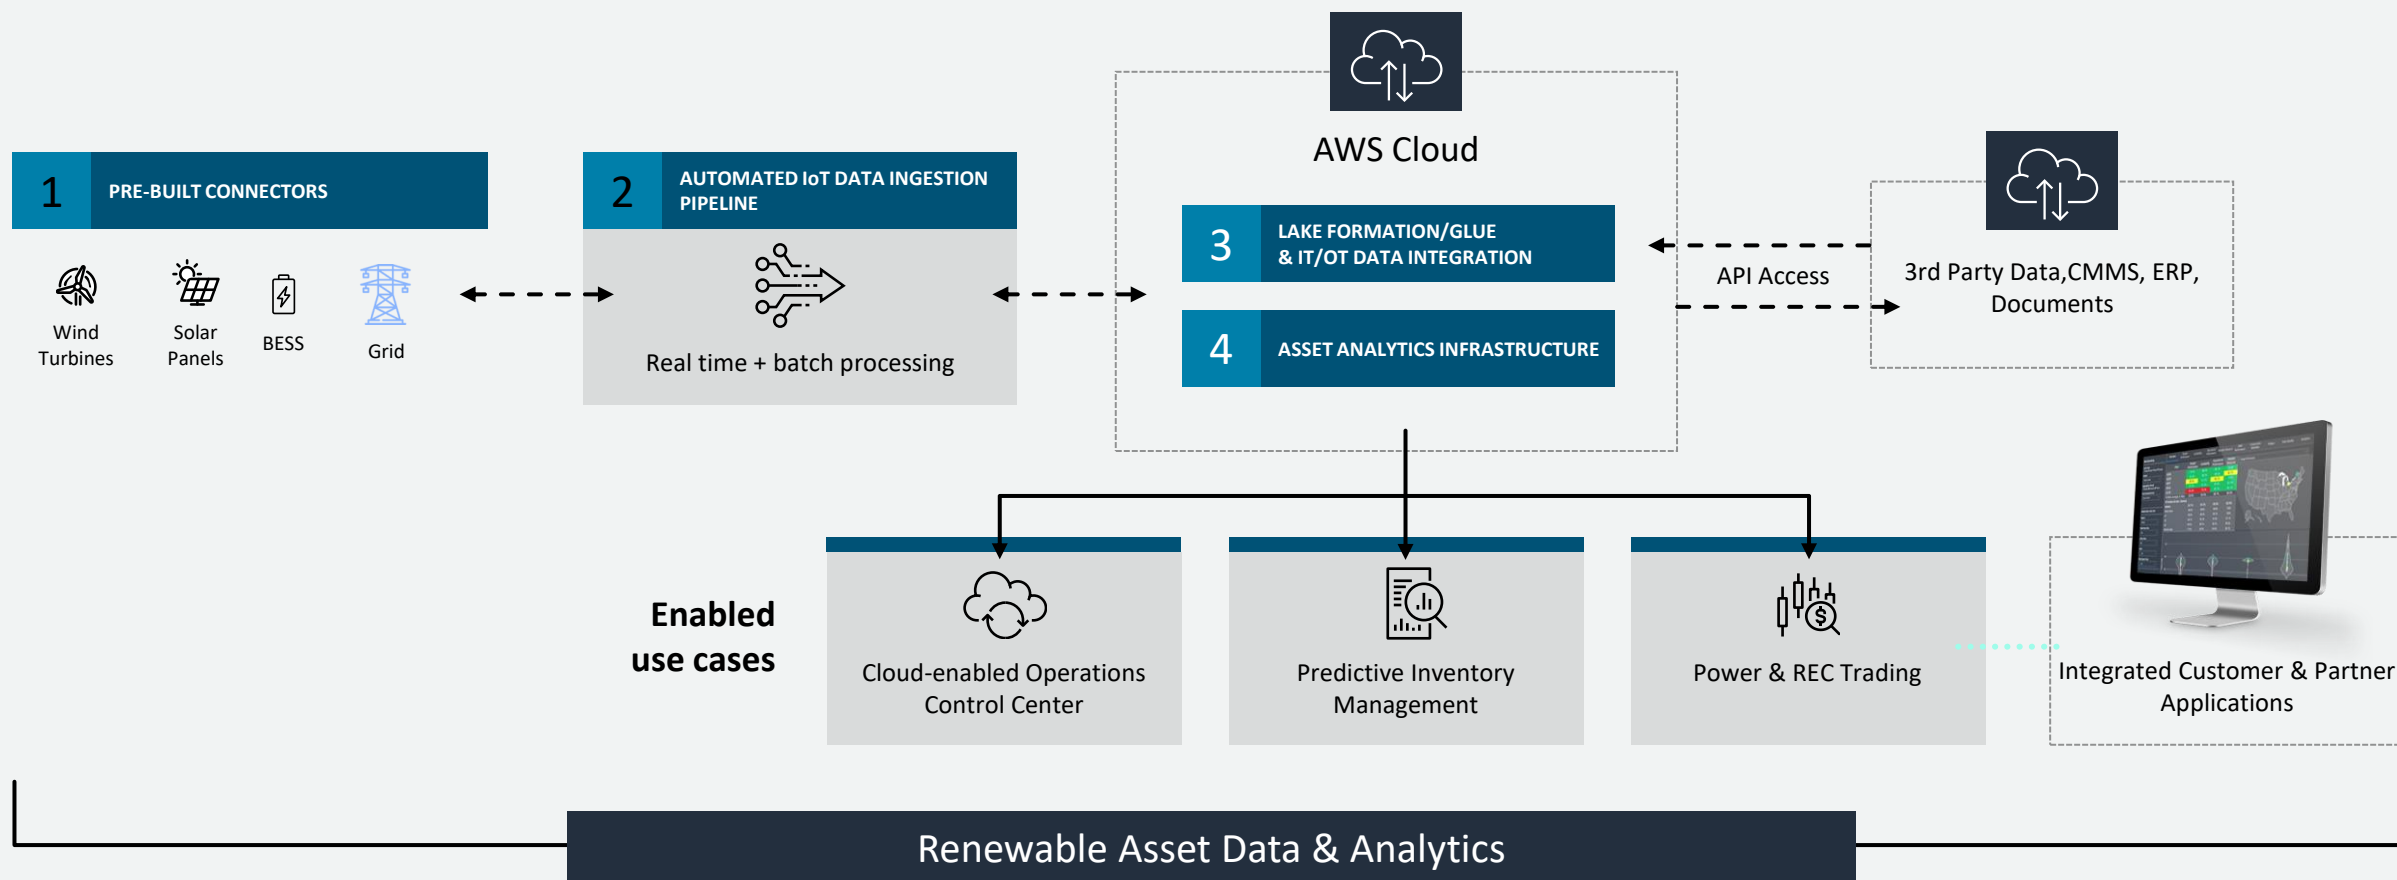 AWS Cloud
1
PRE-BUILT CONNECTORS
Wind
Turbines
Solar
Panels
BESS
Grid
2
AUTOMATED IoT DATA INGESTION
PIPELINE
Real time + batch processing
3
LAKE FORMATION/GLUE
& IT/OT DATA INTEGRATION
4
ASSET ANALYTICS INFRASTRUCTURE
API Access
3rd Party Data,CMMS, ERP,
Documents
Enabled
use cases
Cloud-enabled Operations
Control Center
Predictive Inventory
Management
Power & REC Trading
Integrated Customer & Partner
Applications
Renewable Asset Data & Analytics